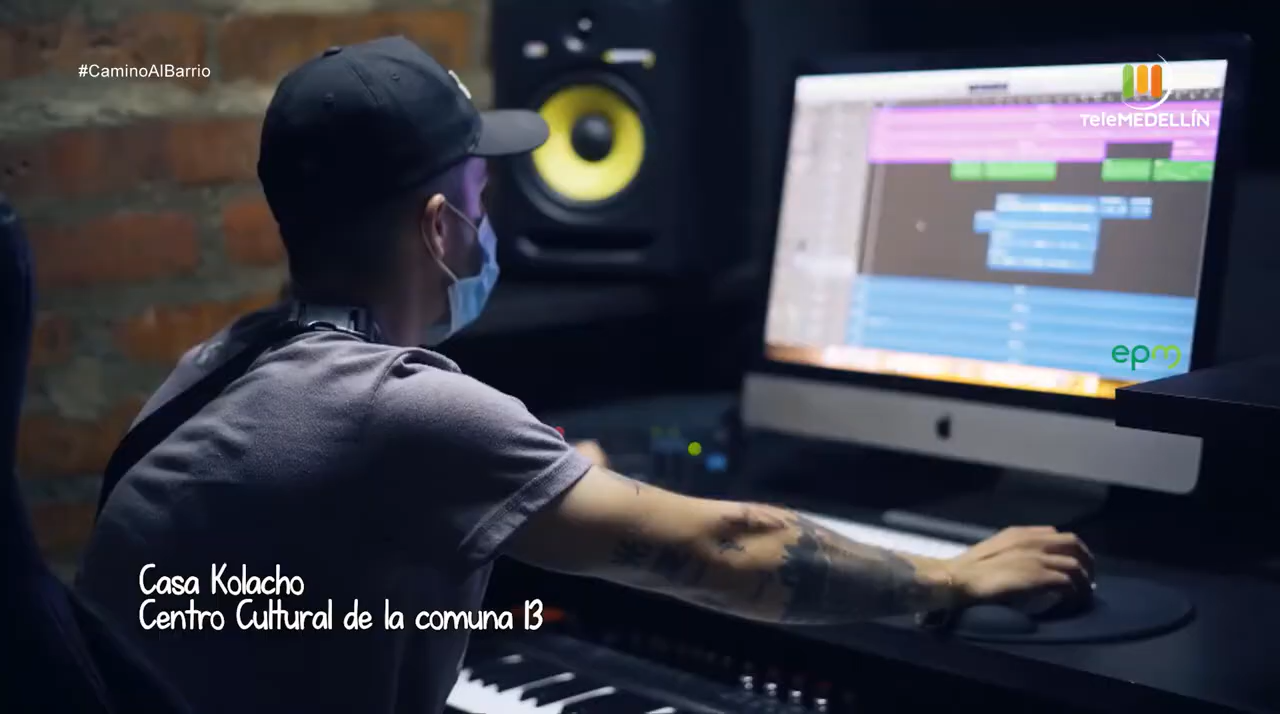 #CaminoAlBarrio
TeleMEDELLÍN
epm
Casa Kolacho
Centro Cultural de la comuna 13